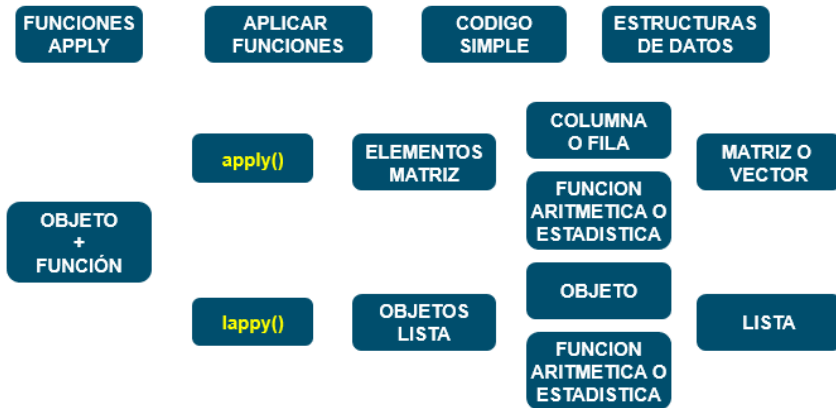 FUNCIONES
APPLY
APLICAR
FUNCIONES
CODIGO
SIMPLE
ESTRUCTURAS
DE DATOS
OBJETO
+
FUNCIÓN
apply()
ELEMENTOS
MATRIZ
COLUMNA
O FILA
FUNCION
ARITMETICA O
ESTADISTICA
MATRIZ O
VECTOR
lappy()
OBJETOS
LISTA
OBJETO
FUNCION
ARITMETICA O
ESTADISTICA
LISTA